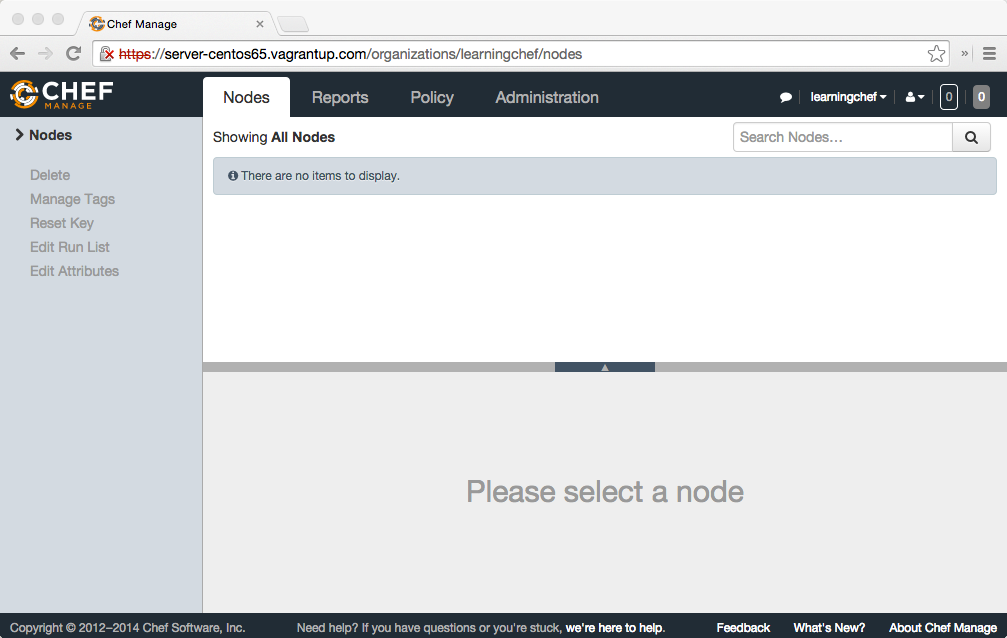 Chef Manage
https://server-centos65.vagrantup.com/organizations/learningchef/nodes
CHEF
MANAGE
Nodes
Reports
Policy
Administration
learningchef
0
0
Nodes
Delete
Manage Tags
Reset Key
Edit Run List
Edit Attributes
Showing All Nodes
Search Nodes...
There are no items to display.
Please select a node
Copyright © 2012–2014 Chef Software, Inc.
Need help? If you have questions or you're stuck, we're here to help.
Feedback
What's New?
About Chef Manage